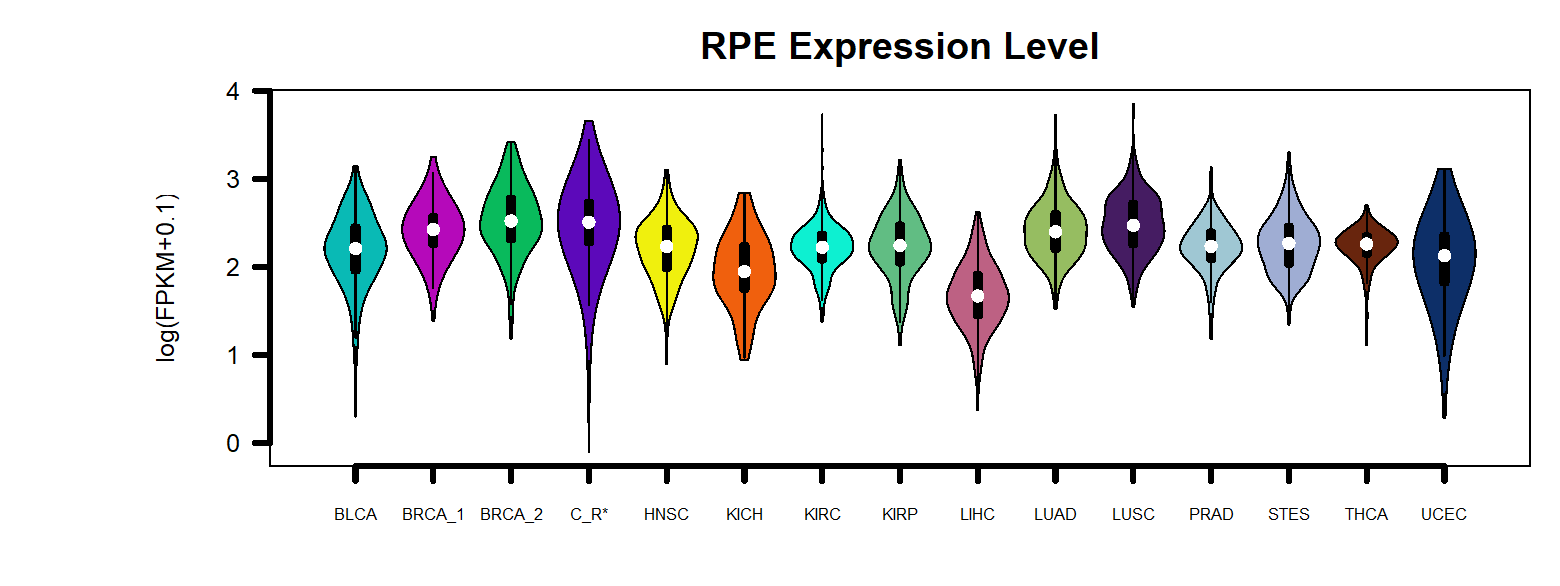 RPE Expression Level
log(FPKM+0.1)
4
3
2
1
0
BLCA BRCA_1 BRCA_2 C_R* HNSC KICH KIRC KIRP LIHC LUAD LUSC PRAD STES THCA UCEC